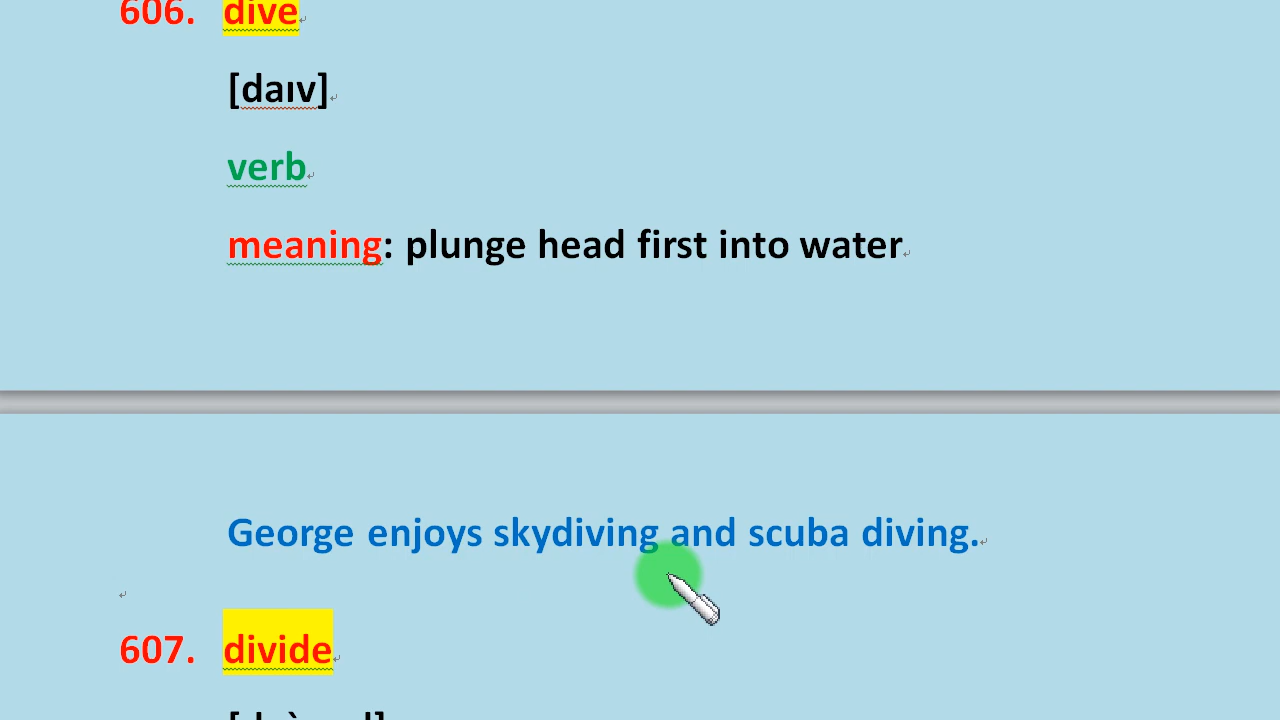 606. dive
[daɪv]
verb
meaning: plunge head first into water
George enjoys skydiving and scuba diving.
607. divide